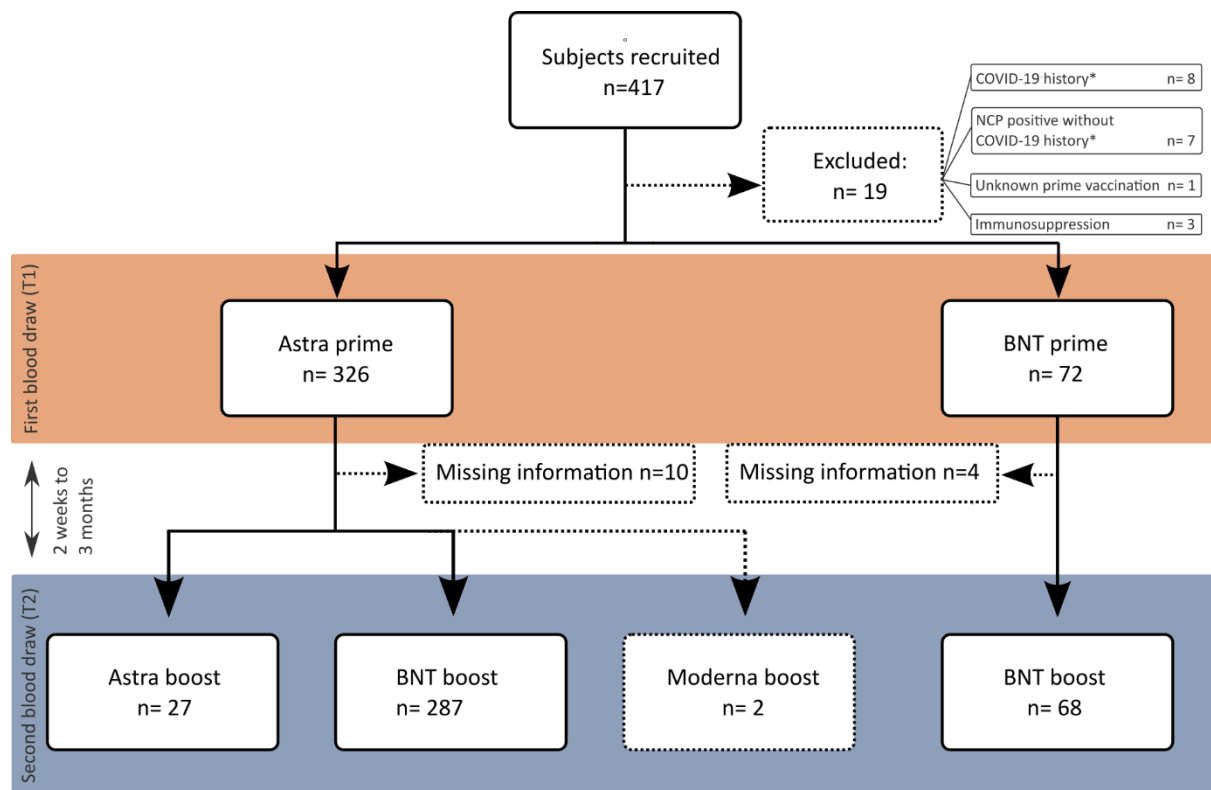 Subjects recruited
n=417
COVID-19 history* n= 8
NCP positive without
COVID-19 history* n= 7
Unknown prime vaccination n= 1
Immunosuppression n= 3
Excluded:
n= 19
First blood draw (T1)
Astra prime
n= 326
BNT prime
n= 72
2 weeks to
3 months
Missing information n=10
Missing information n=4
Second blood draw (T2)
Astra boost
n= 27
BNT boost
n= 287
Moderna boost
n= 2
BNT boost
n= 68